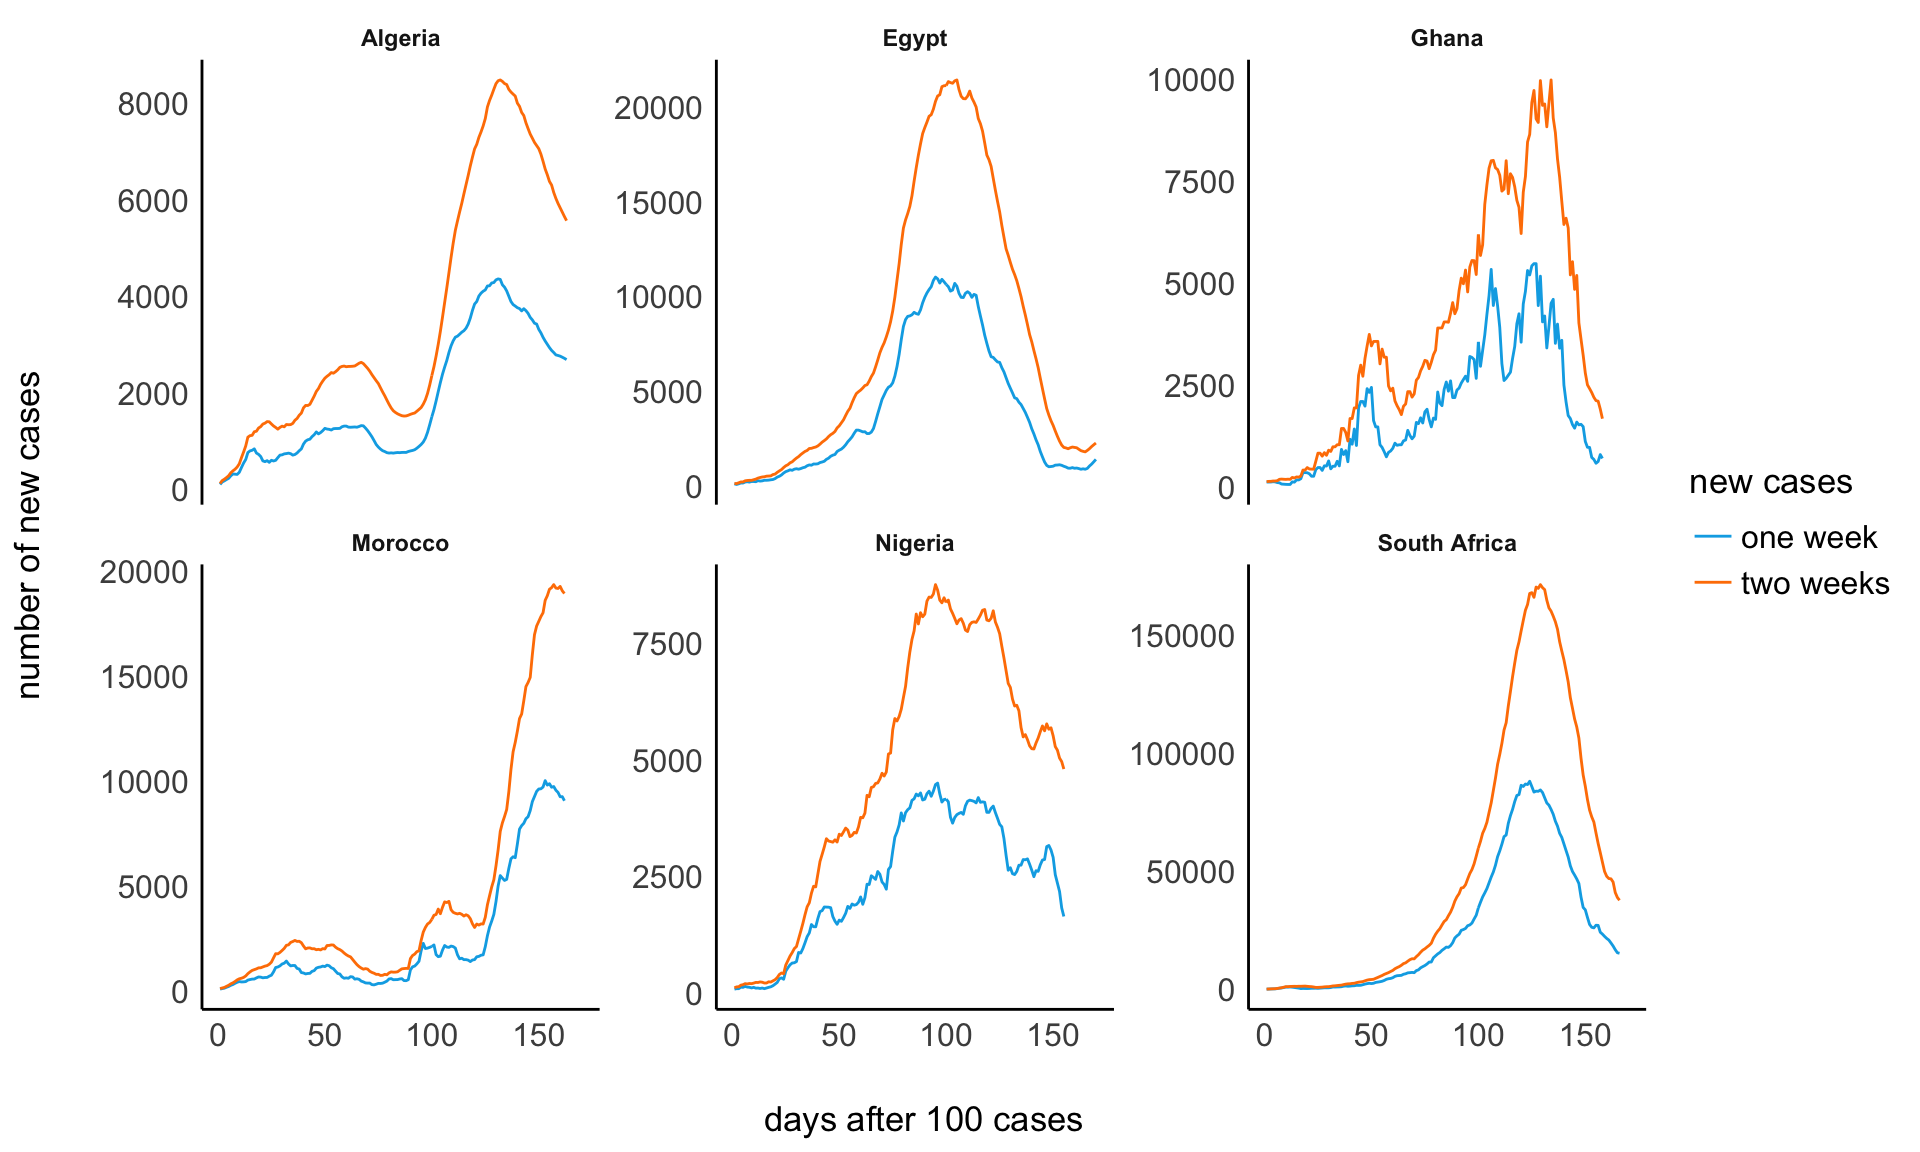 Algeria
Egypt
Ghana
8000
6000
4000
2000
0
20000
15000
10000
5000
0
10000
7500
5000
2500
0
number of new cases
Morocco
Nigeria
South Africa
20000
15000
10000
5000
0
7500
5000
2500
0
150000
100000
50000
0
0 50 100 150
0 50 100 150
0 50 100 150
days after 100 cases
new cases
one week
two weeks